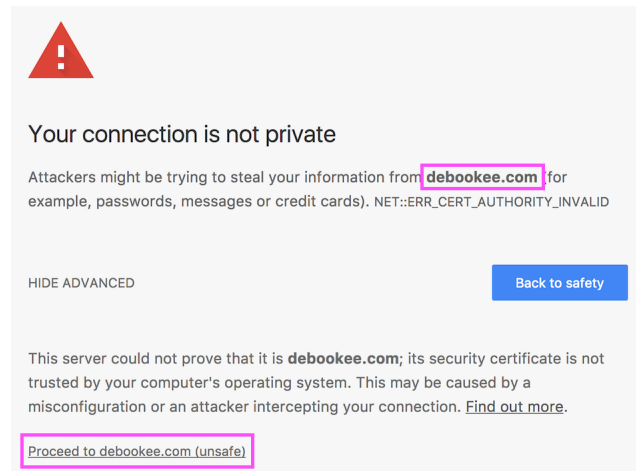 Your connection is not private
Attackers might be trying to steal your information from debookee.com (for
example, passwords, messages or credit cards). NET::ERR_CERT_AUTHORITY_INVALID
HIDE ADVANCED
Back to safety
This server could not prove that it is debookee.com; its security certificate is not
trusted by your computer's operating system. This may be caused by a
misconfiguration or an attacker intercepting your connection. Find out more.
Proceed to debookee.com (unsafe)